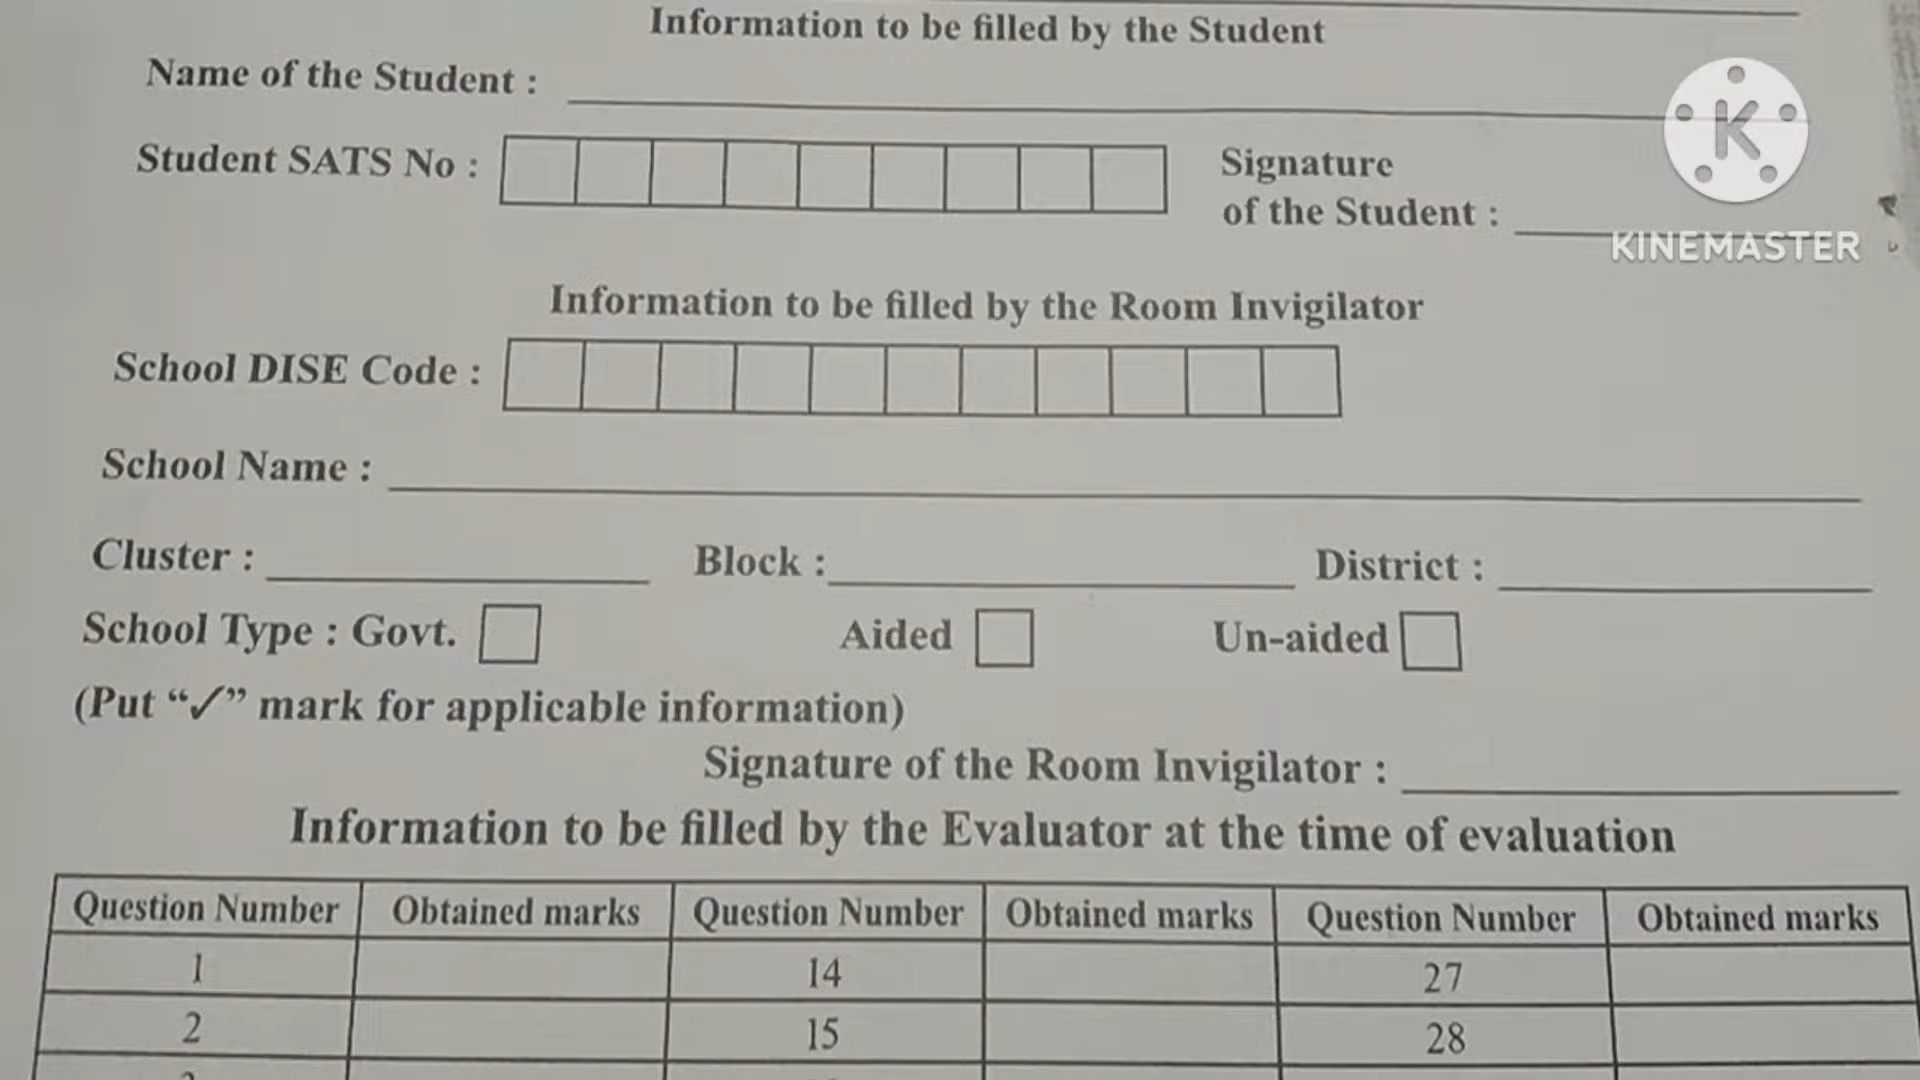 Information to be filled by the Student
Name of the Student :
Student SATS No :
Signature
of the Student :
K
KINEMASTER
Information to be filled by the Room Invigilator
School DISE Code :
School Name :
Cluster : Block : District :
School Type : Govt. Aided Un-aided
(Put “✓” mark for applicable information)
Signature of the Room Invigilator :
Information to be filled by the Evaluator at the time of evaluation
Question Number Obtained marks Question Number Obtained marks Question Number Obtained marks
1 14 27
2 15 28